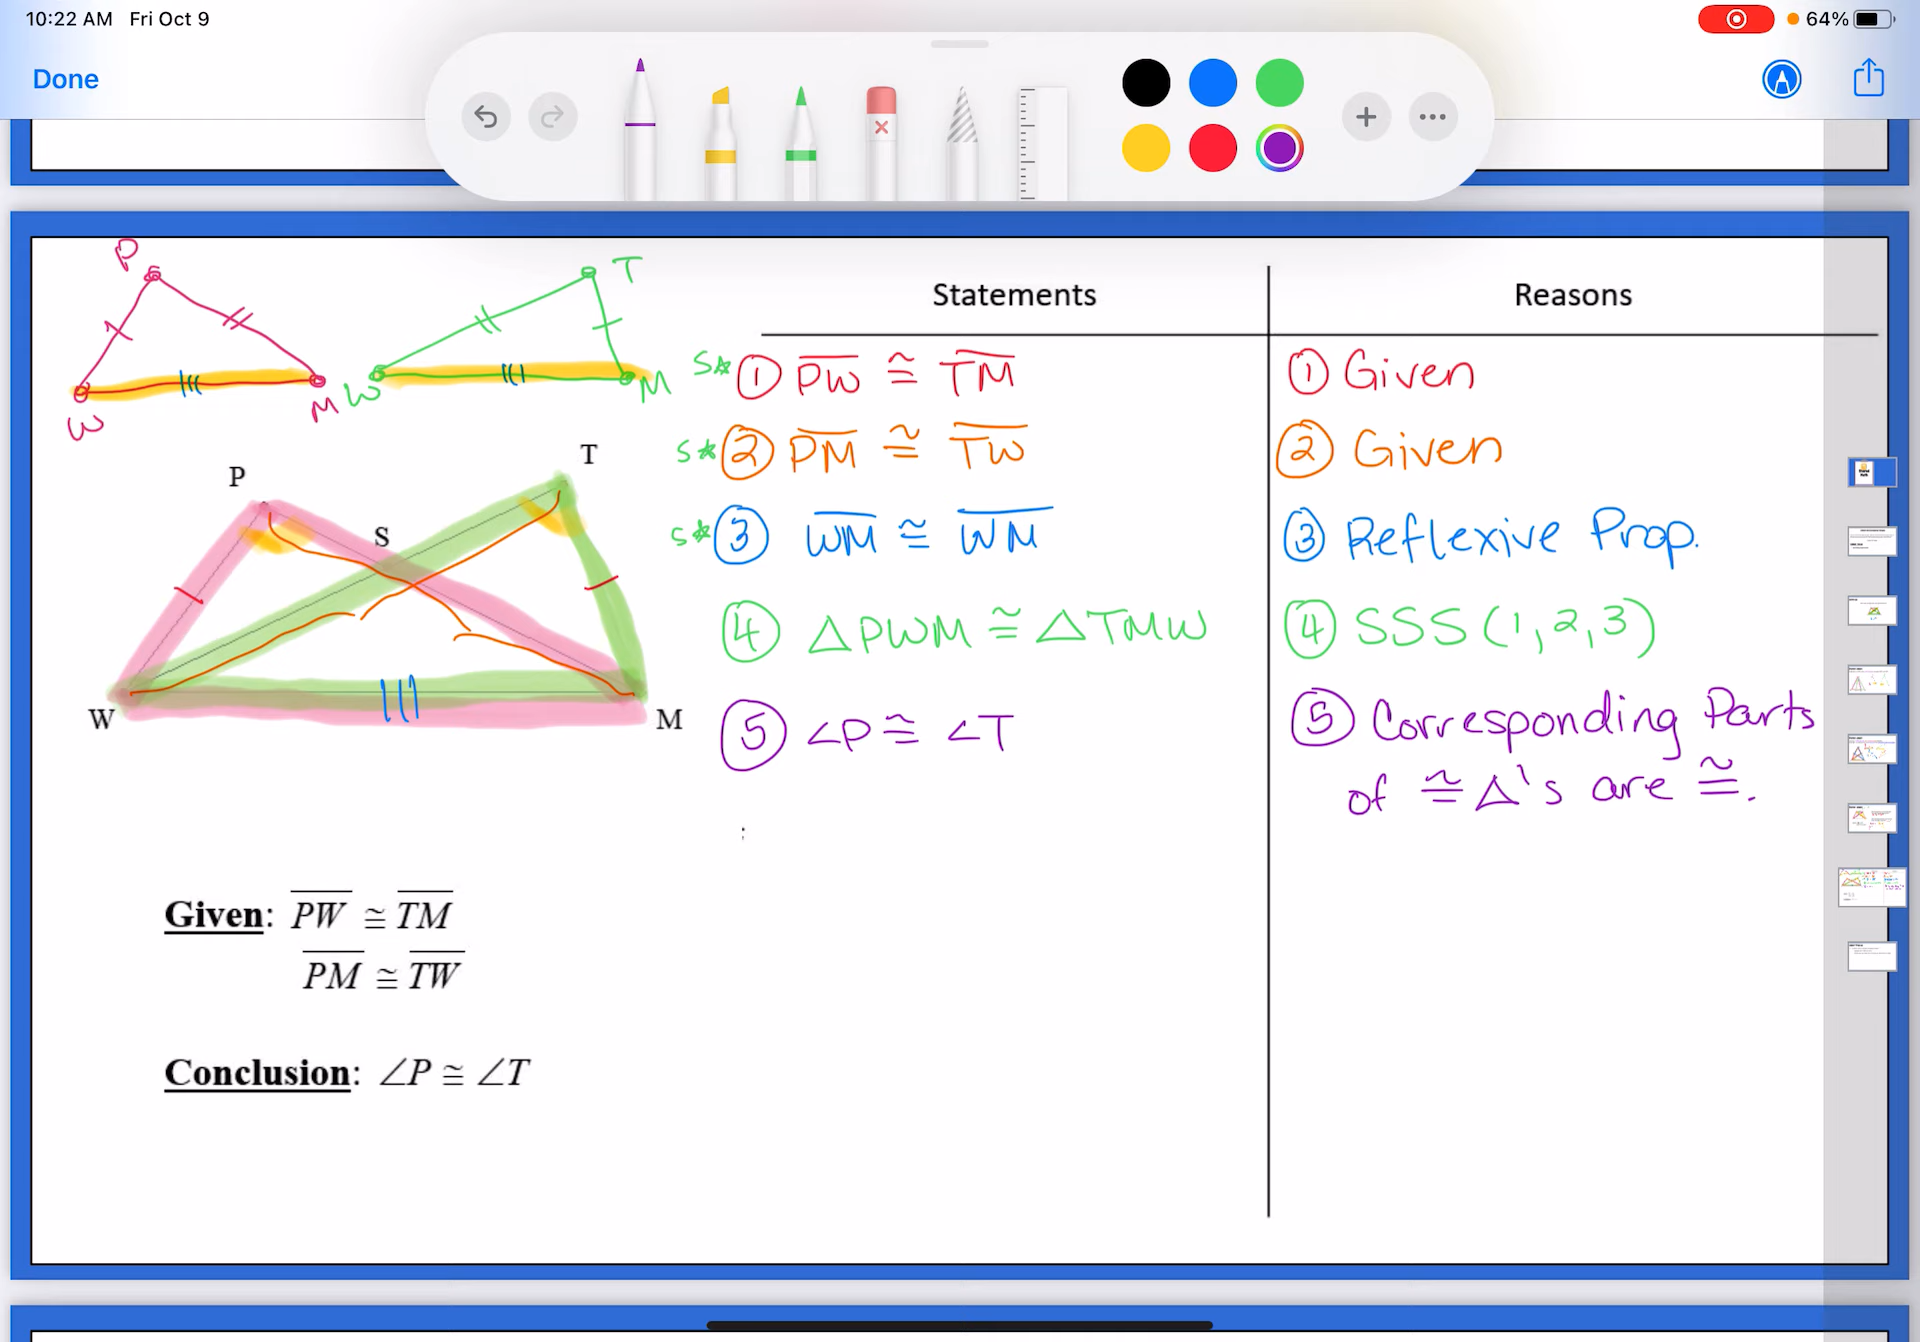 10:22 AM Fri Oct 9
64%
Done
P
T
W
M
W
M
P
T
S
W
M
Given: PW ≅ TM
PM ≅ TW
Conclusion: ∠P ≅ ∠T
Statements
Reasons
S* ① PW ≅ TM
① Given
S* ② PM ≅ TW
② Given
S* ③ WM ≅ WM
③ Reflexive Prop.
④ △PWM ≅ △TMW
④ SSS (1, 2, 3)
⑤ ∠P ≅ ∠T
⑤ Corresponding Parts
of ≅ △'s are ≅.